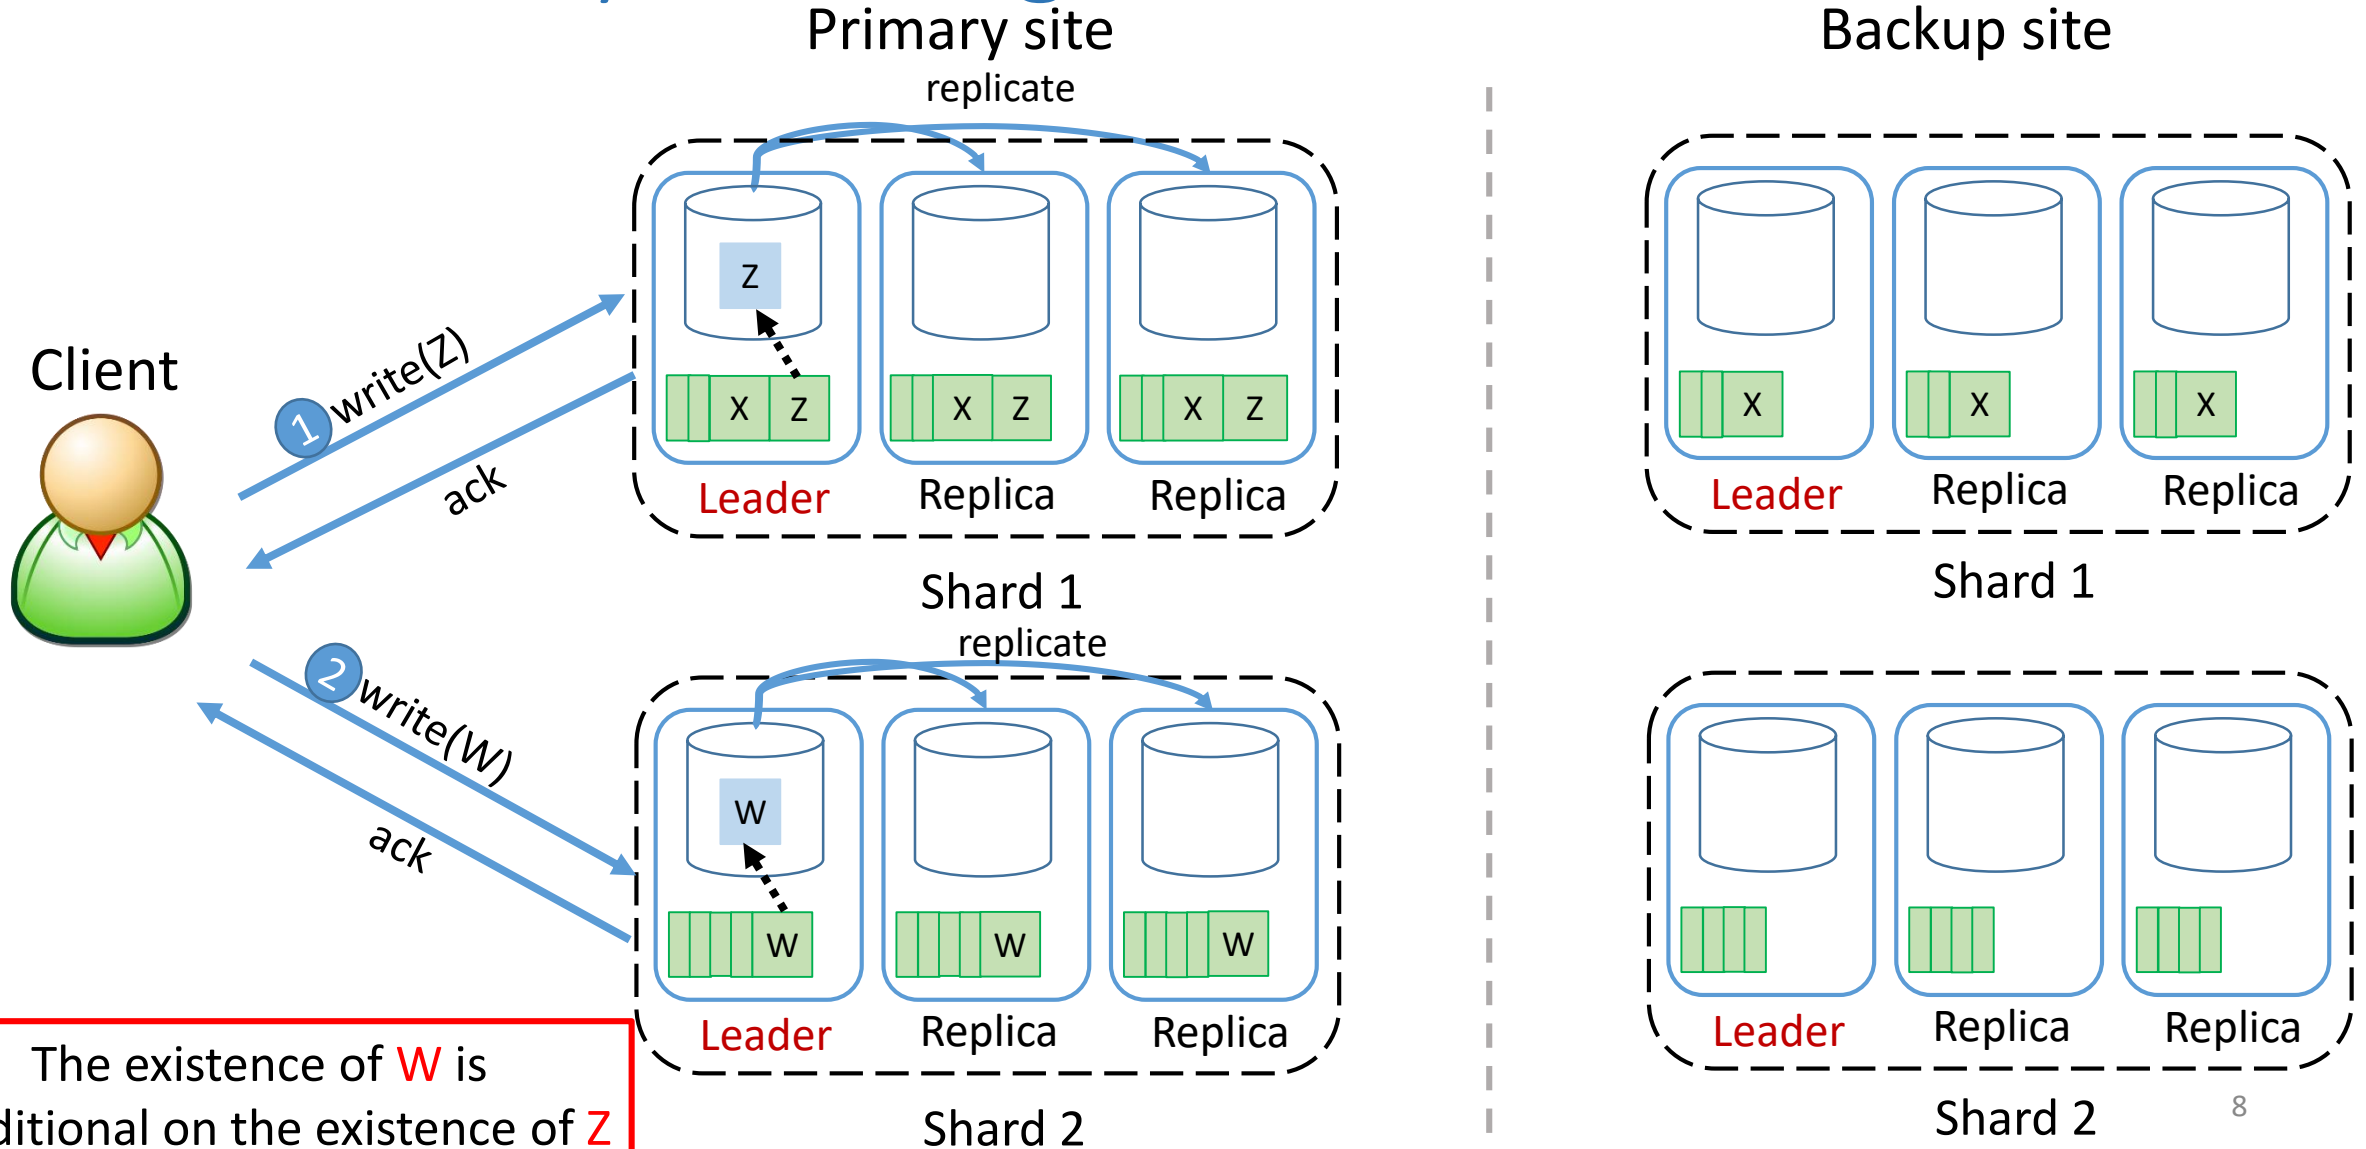 Primary site
Backup site
replicate
Client
1 write(Z)
ack
Z
X Z
X Z
X Z
Leader
Replica
Replica
Shard 1
X
X
X
Leader
Replica
Replica
Shard 1
replicate
2 write(W)
ack
W
W
W
W
Leader
Replica
Replica
Shard 2
Leader
Replica
Replica
Shard 2
The existence of W is
ditional on the existence of Z
8